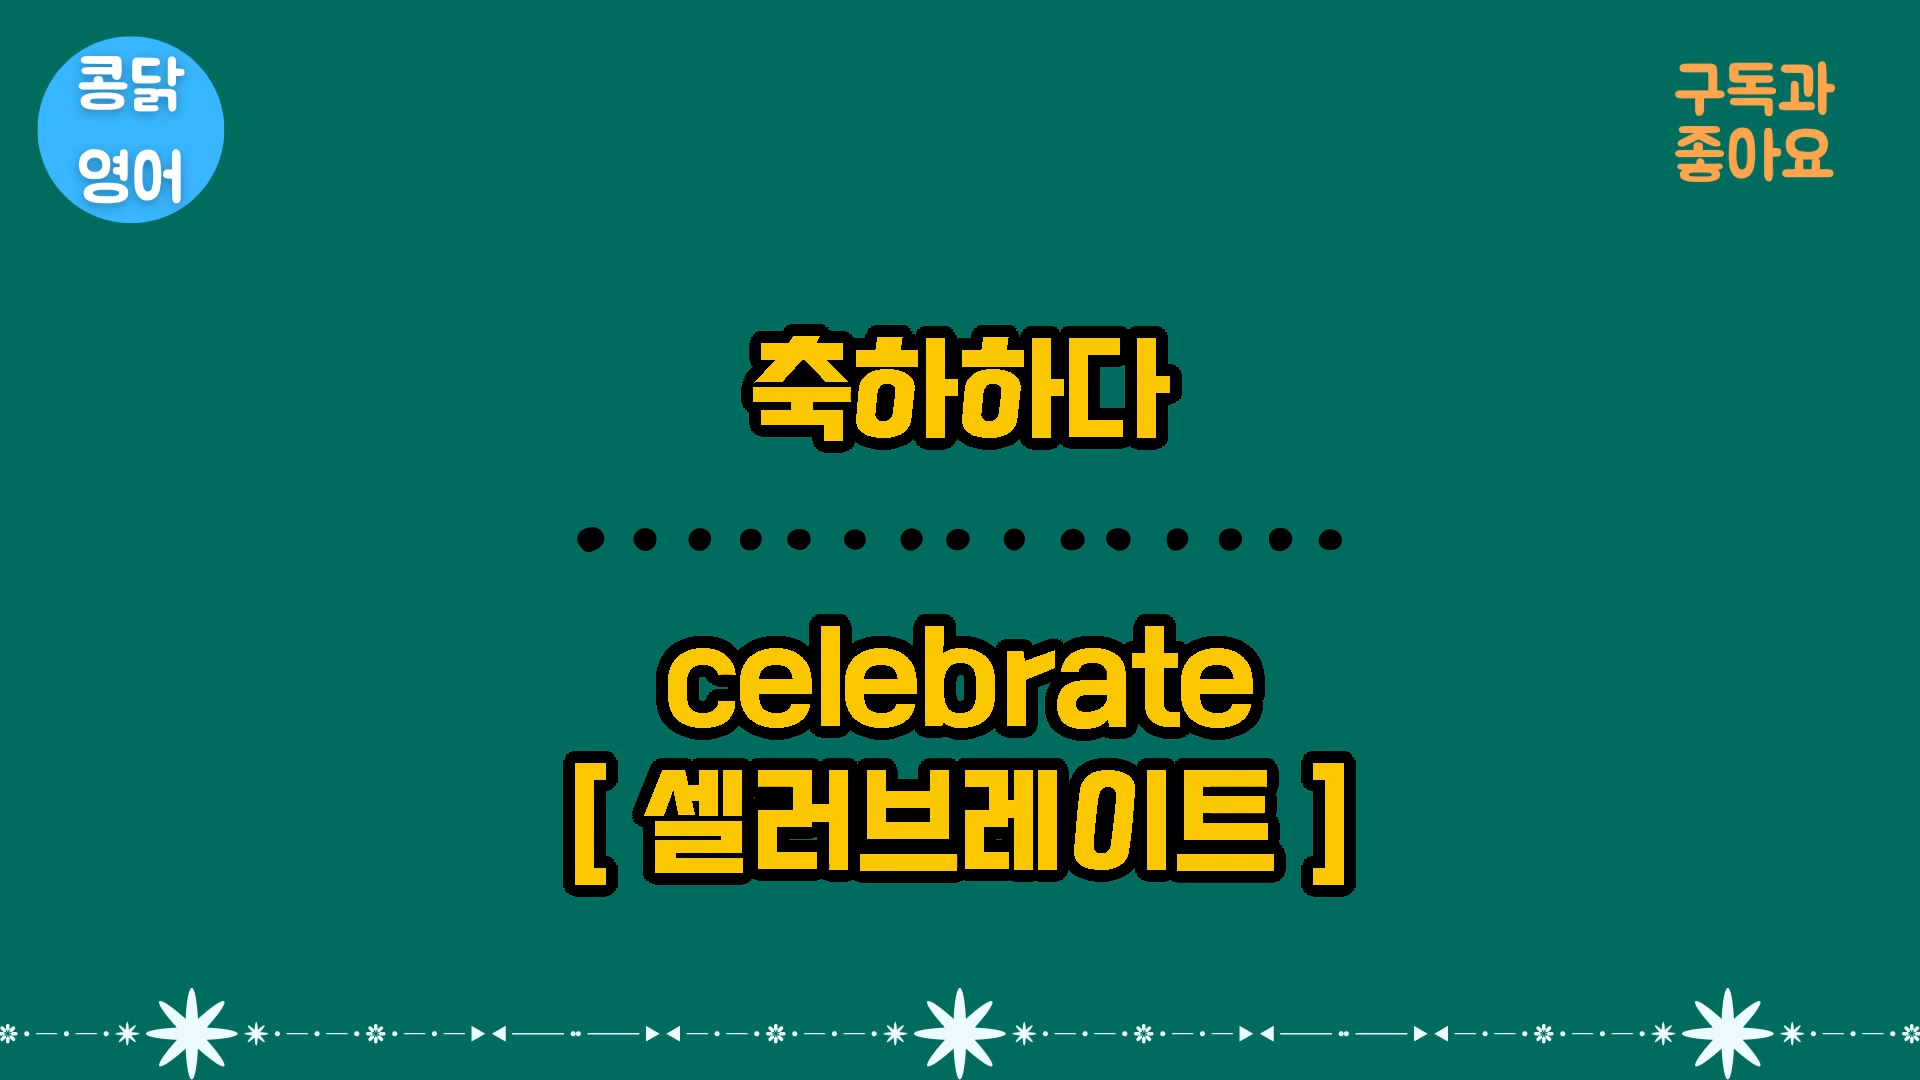 콩닭
영어
구독과
좋아요
축하하다
celebrate
[ 셀러브레이트 ]